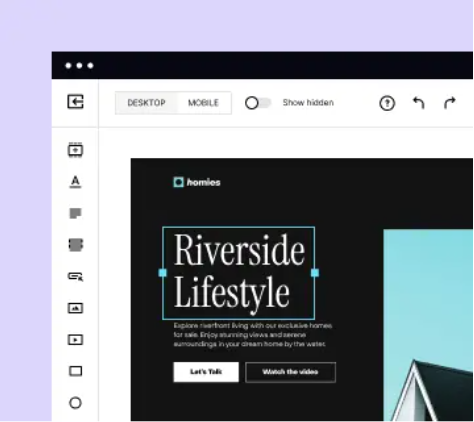 DESKTOP MOBILE Show hidden
homies
Riverside
Lifestyle
Explore riverfront living with our exclusive homes
for sale. Enjoy stunning views and serene
surroundings in your dream home by the water.
Let's Talk Watch the video